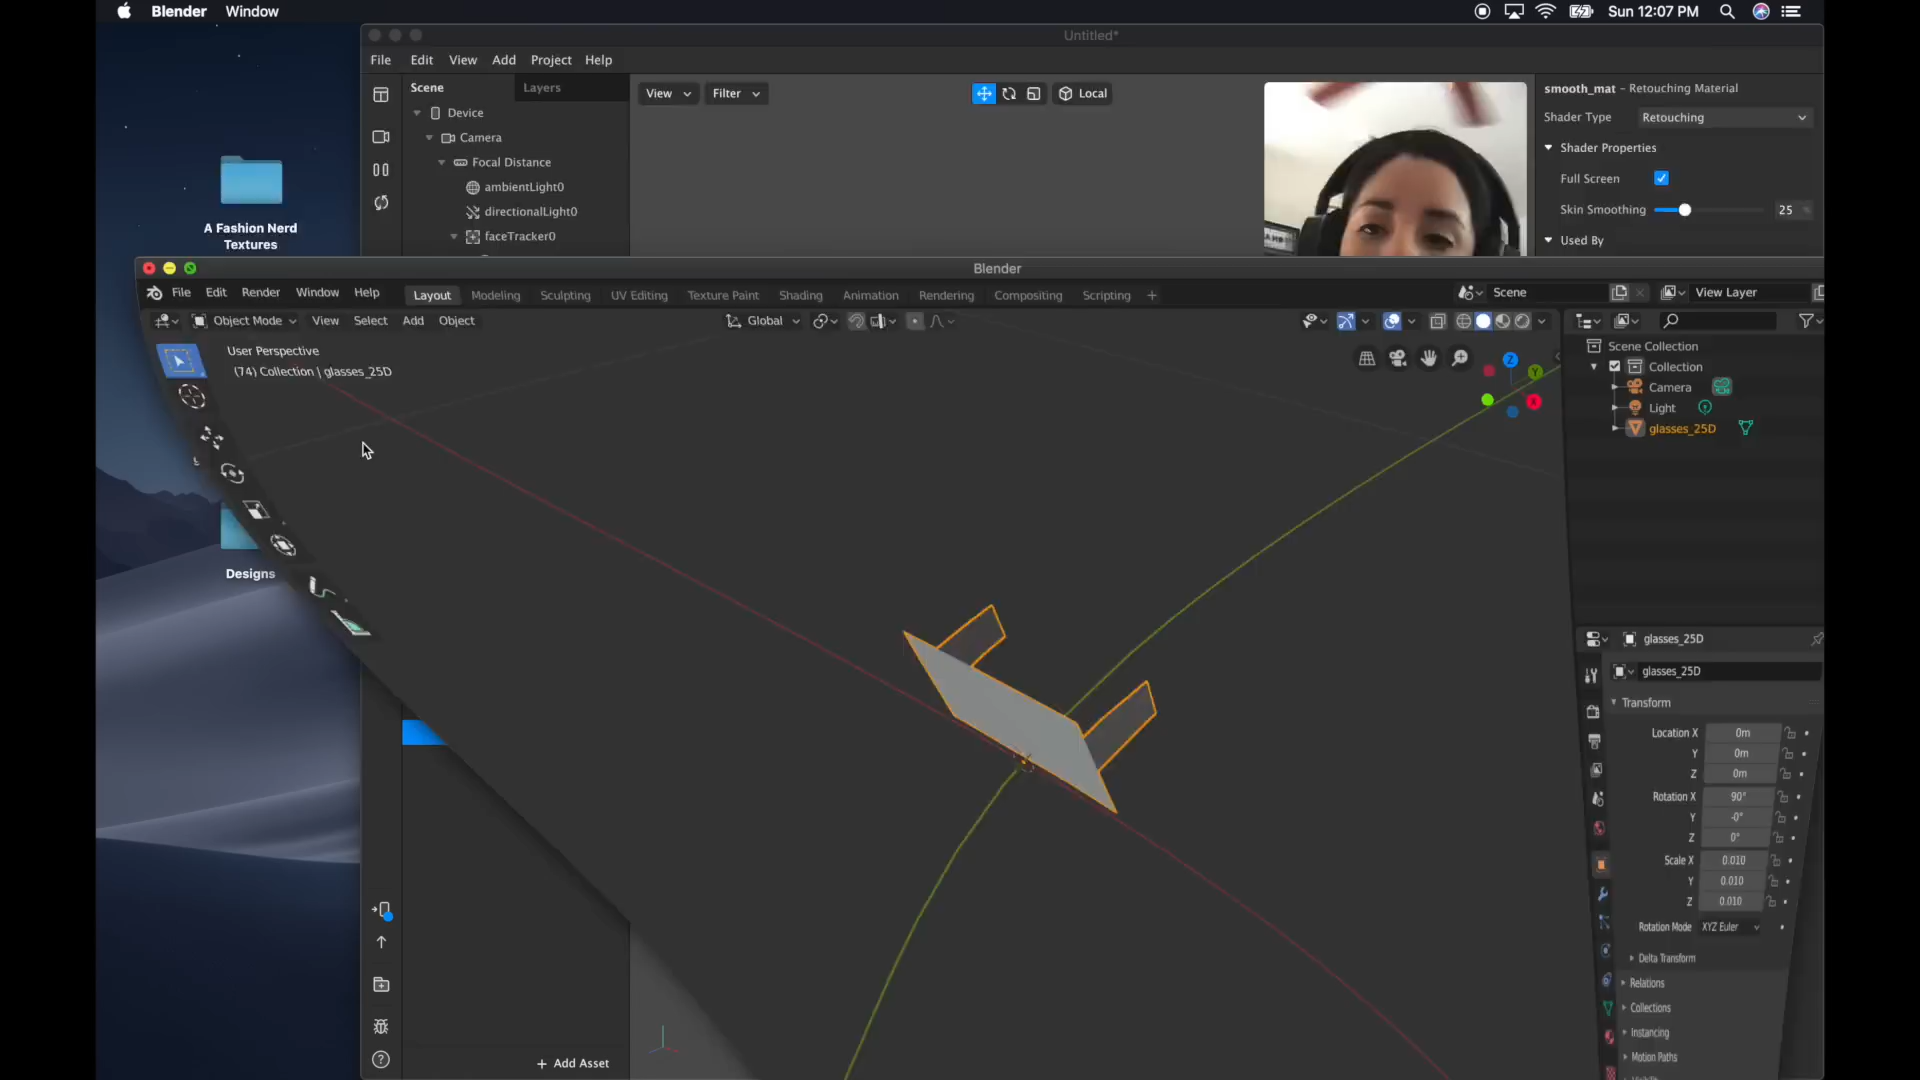 Blender Window
Sun 12:07 PM
Untitled*
File Edit View Add Project Help
Scene Layers
View Filter
Local
smooth_mat - Retouching Material
Shader Type Retouching
Shader Properties
Full Screen
Skin Smoothing 25
Used By
Device
Camera
Focal Distance
ambientLight0
directionalLight0
faceTracker0
A Fashion Nerd
Textures
Designs
Blender
File Edit Render Window Help
Layout Modeling Sculpting UV Editing Texture Paint Shading Animation Rendering Compositing Scripting +
Scene
View Layer
Object Mode View Select Add Object
Global
User Perspective
(74) Collection | glasses_25D
Z
Y
X
Scene Collection
Collection
Camera
Light
glasses_25D
glasses_25D
glasses_25D
Transform
Location X 0m
Y 0m
Z 0m
Rotation X 90°
Y -0°
Z 0°
Scale X 0.010
Y 0.010
Z 0.010
Rotation Mode XYZ Euler
Delta Transform
Relations
Collections
Instancing
Motion Paths
+ Add Asset